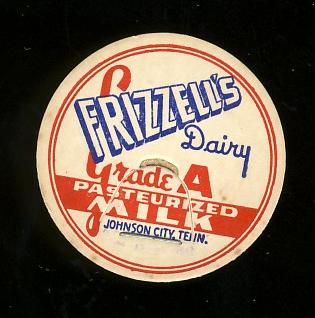 FRIZZELL'S
Dairy
Grade A
PASTEURIZED
MILK
JOHNSON CITY, TENN.